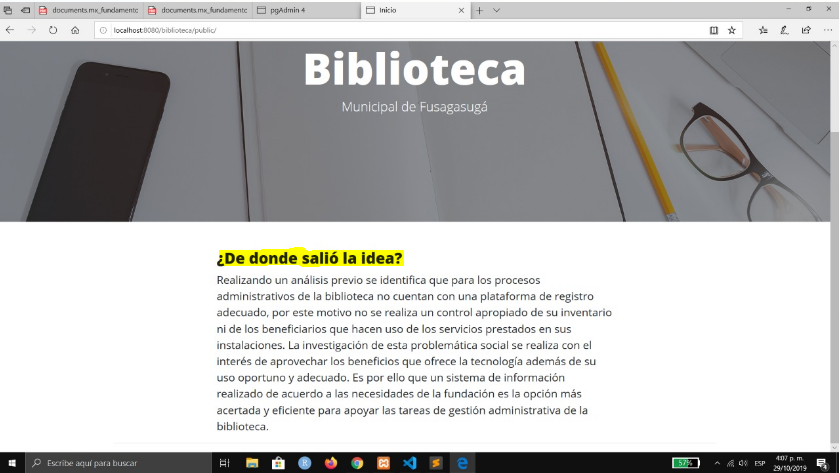 documents.mx_fundamento
documents.mx_fundamento
pgAdmin 4
Inicio
localhost:8080/biblioteca/public/
Biblioteca
Municipal de Fusagasugá
¿De donde salió la idea?
Realizando un análisis previo se identifica que para los procesos
administrativos de la biblioteca no cuentan con una plataforma de registro
adecuado, por este motivo no se realiza un control apropiado de su inventario
ni de los beneficiarios que hacen uso de los servicios prestados en sus
instalaciones. La investigación de esta problemática social se realiza con el
interés de aprovechar los beneficios que ofrece la tecnología además de su
uso oportuno y adecuado. Es por ello que un sistema de información
realizado de acuerdo a las necesidades de la fundación es la opción más
acertada y eficiente para apoyar las tareas de gestión administrativa de la
biblioteca.
Escribe aquí para buscar
57%
ESP
4:07 p. m.
29/10/2019